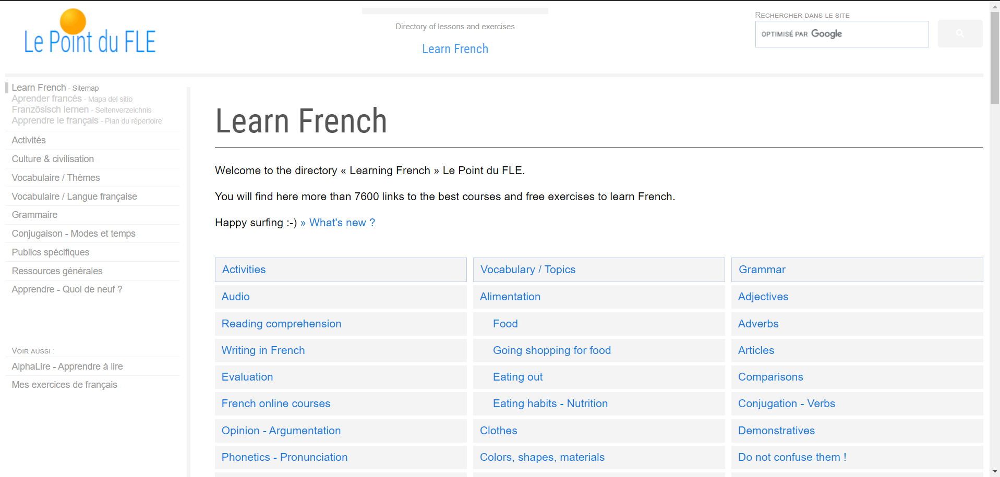 Le Point du FLE
Directory of lessons and exercises
Learn French
Rechercher dans le site
OPTIMISÉ PAR Google
Learn French - Sitemap
Aprender francés - Mapa del sitio
Französisch lernen - Seitenverzeichnis
Apprendre le français - Plan du répertoire
Activités
Culture & civilisation
Vocabulaire / Thèmes
Vocabulaire / Langue française
Grammaire
Conjugaison - Modes et temps
Publics spécifiques
Ressources générales
Apprendre - Quoi de neuf ?
Voir aussi :
AlphaLire - Apprendre à lire
Mes exercices de français
Learn French
Welcome to the directory « Learning French » Le Point du FLE.
You will find here more than 7600 links to the best courses and free exercises to learn French.
Happy surfing :-) » What's new ?
Activities
Audio
Reading comprehension
Writing in French
Evaluation
French online courses
Opinion - Argumentation
Phonetics - Pronunciation
Vocabulary / Topics
Alimentation
Food
Going shopping for food
Eating out
Eating habits - Nutrition
Clothes
Colors, shapes, materials
Grammar
Adjectives
Adverbs
Articles
Comparisons
Conjugation - Verbs
Demonstratives
Do not confuse them !